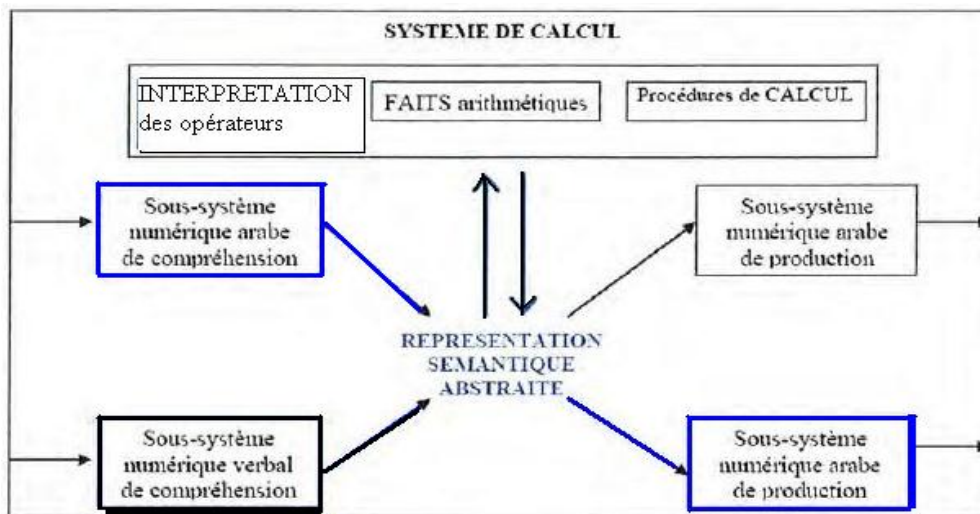 SYSTEME DE CALCUL
INTERPRETATION
des opérateurs
FAITS arithmétiques
Procédures de CALCUL
Sous-système
numérique arabe
de compréhension
Sous-système
numérique arabe
de production
REPRESENTATION
SEMANTIQUE
ABSTRAITE
Sous-système
numérique verbal
de compréhension
Sous-système
numérique arabe
de production